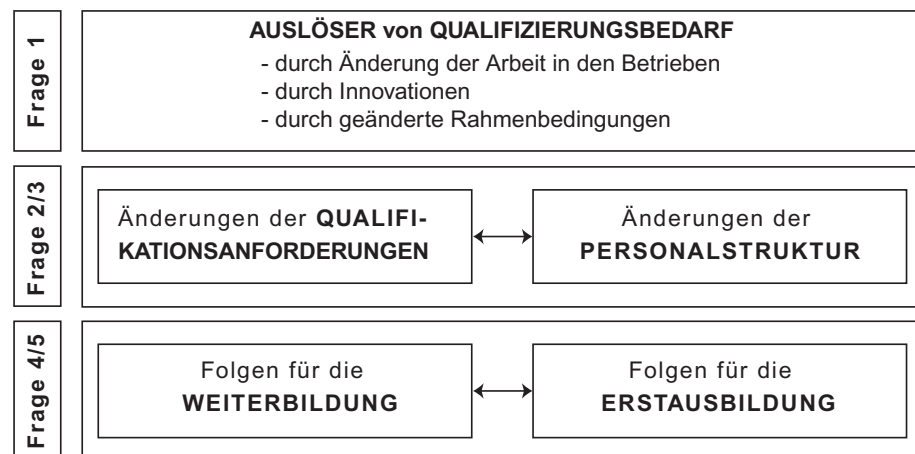 Frage 1
AUSLÖSER von QUALIFIZIERUNGSBEDARF
- durch Änderung der Arbeit in den Betrieben
- durch Innovationen
- durch geänderte Rahmenbedingungen
Frage 2/3
Änderungen der QUALIFI-
KATIONSANFORDERUNGEN
Änderungen der
PERSONALSTRUKTUR
Frage 4/5
Folgen für die
WEITERBILDUNG
Folgen für die
ERSTAUSBILDUNG